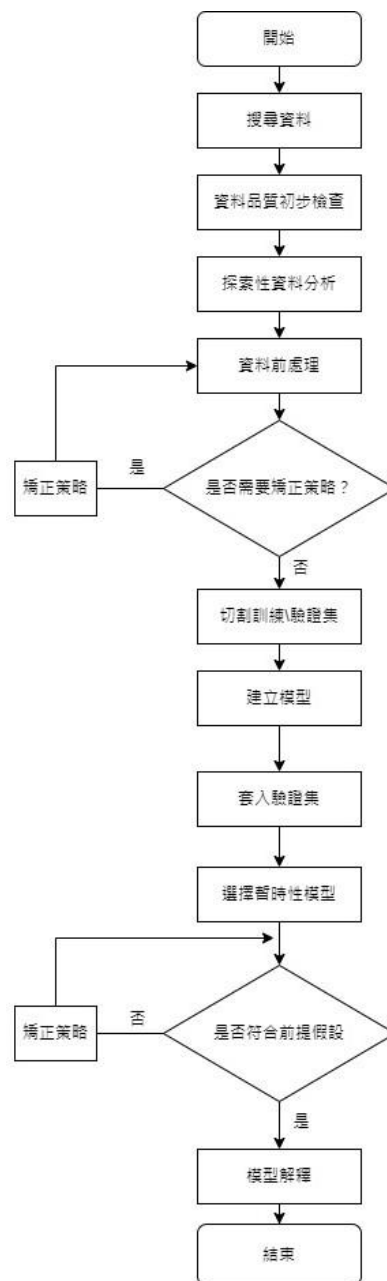 開始
搜尋資料
資料品質初步檢查
探索性資料分析
資料前處理
是
矯正策略
是否需要矯正策略？
否
切割訓練\驗證集
建立模型
套入驗證集
選擇暫時性模型
否
矯正策略
是否符合前提假設
是
模型解釋
結束